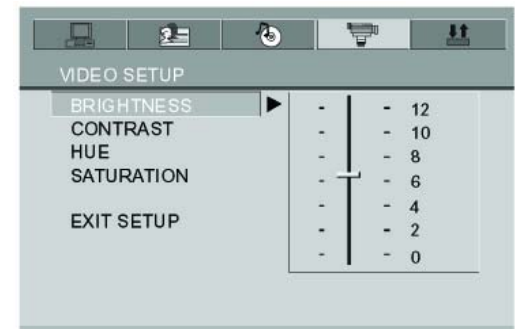 VIDEO SETUP
BRIGHTNESS
CONTRAST
HUE
SATURATION
EXIT SETUP
- - 12
- - 10
- - 8
- - 6
- - 4
- - 2
- - 0